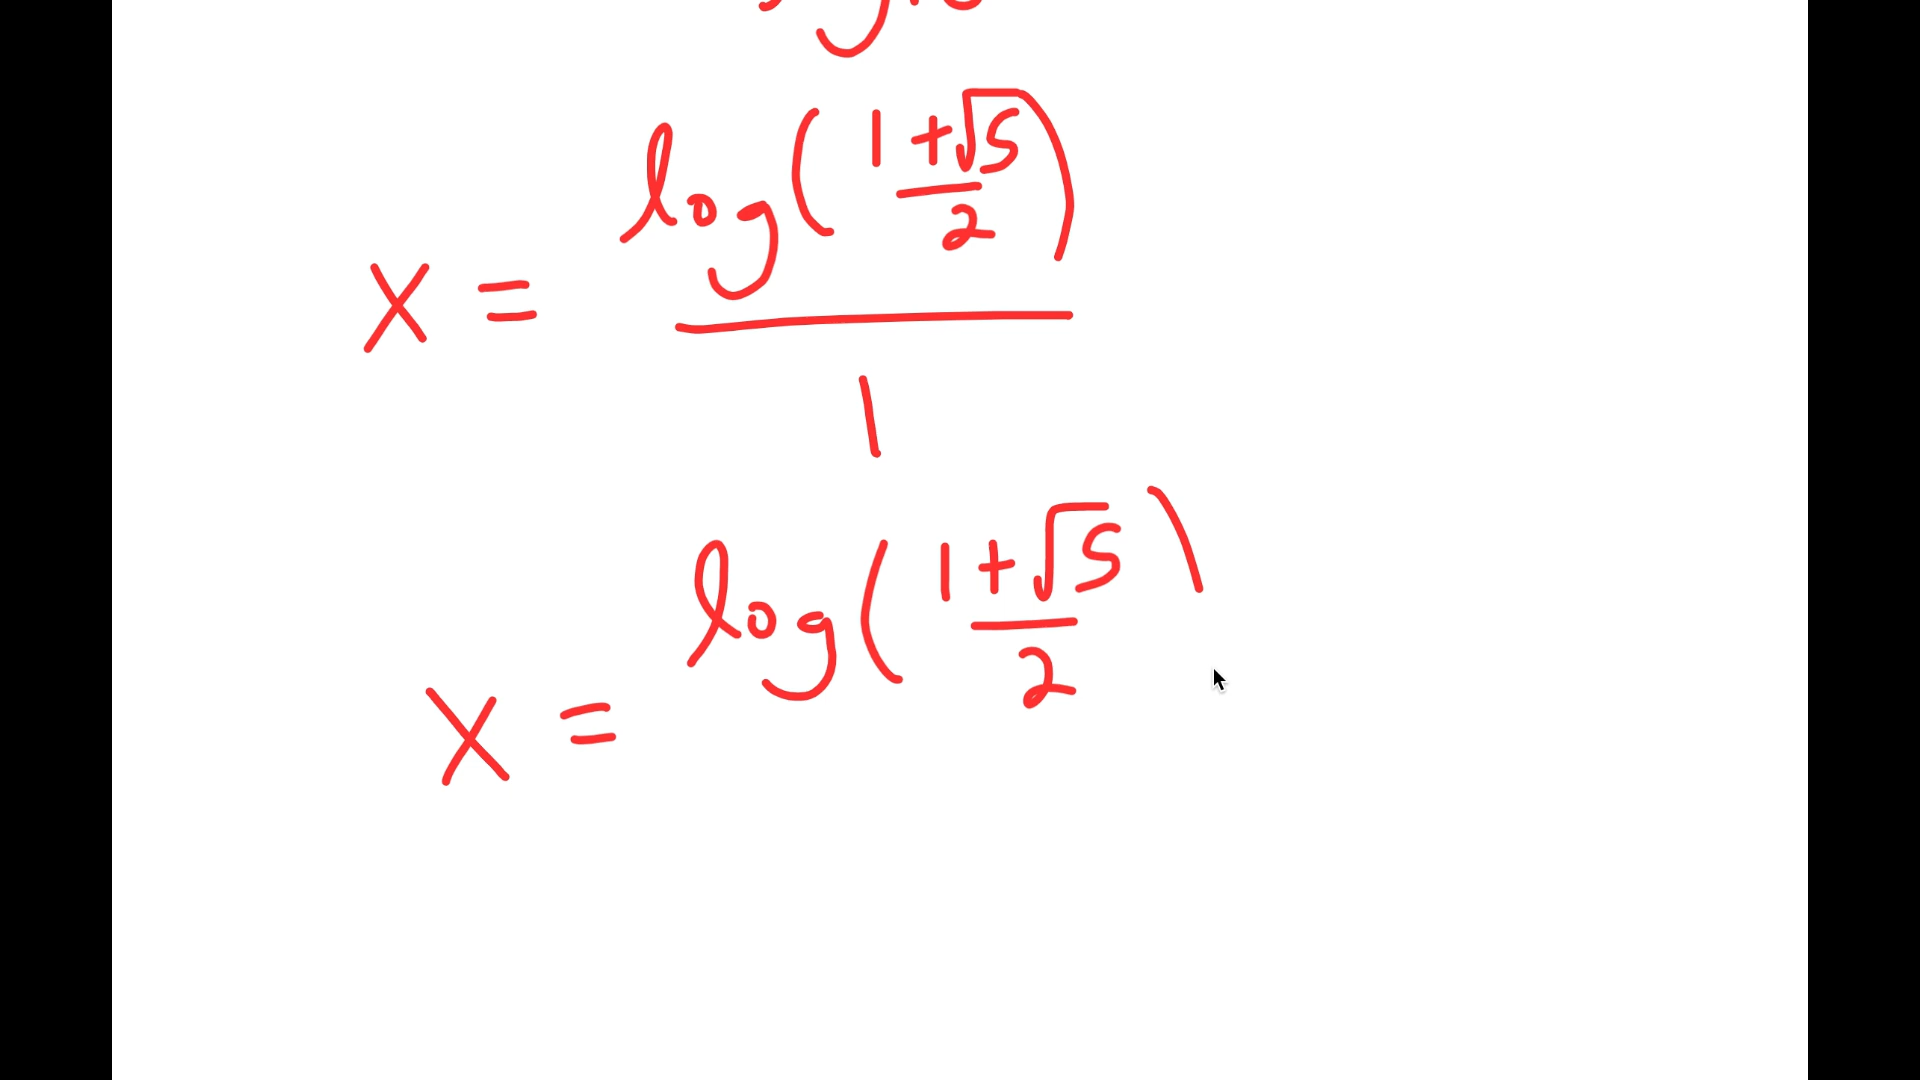 x = log((1+√5)/2) / 1
x = log((1+√5)/2)